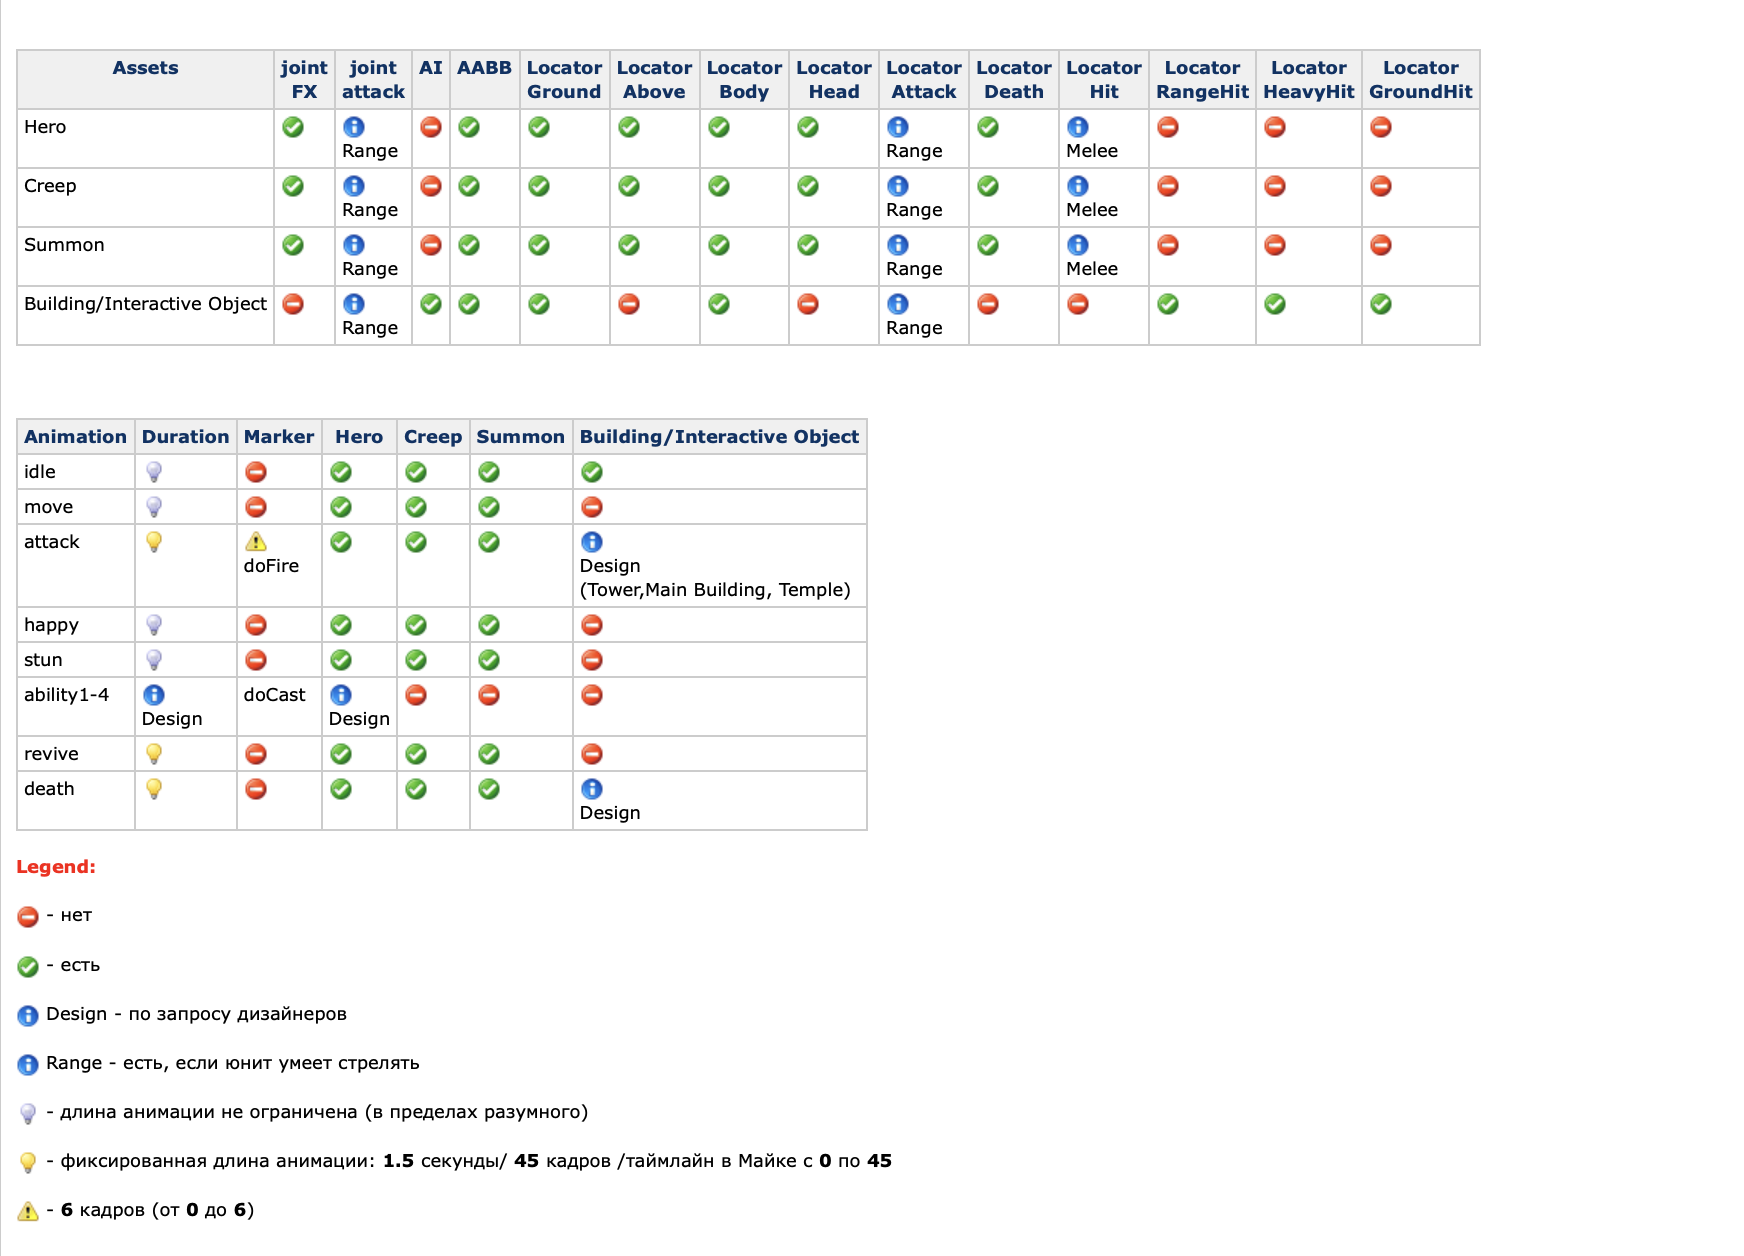 Assets joint FX joint attack AI AABB Locator Ground Locator Above Locator Body Locator Head Locator Attack Locator Death Locator Hit Locator RangeHit Locator HeavyHit Locator GroundHit
Hero Range Range Melee
Creep Range Range Melee
Summon Range Range Melee
Building/Interactive Object Range Range
Animation Duration Marker Hero Creep Summon Building/Interactive Object
idle
move
attack doFire Design
(Tower,Main Building, Temple)
happy
stun
ability1-4 Design doCast Design
revive
death Design
Legend:
- нет
- есть
Design - по запросу дизайнеров
Range - есть, если юнит умеет стрелять
- длина анимации не ограничена (в пределах разумного)
- фиксированная длина анимации: 1.5 секунды/ 45 кадров /таймлайн в Майке с 0 по 45
- 6 кадров (от 0 до 6)